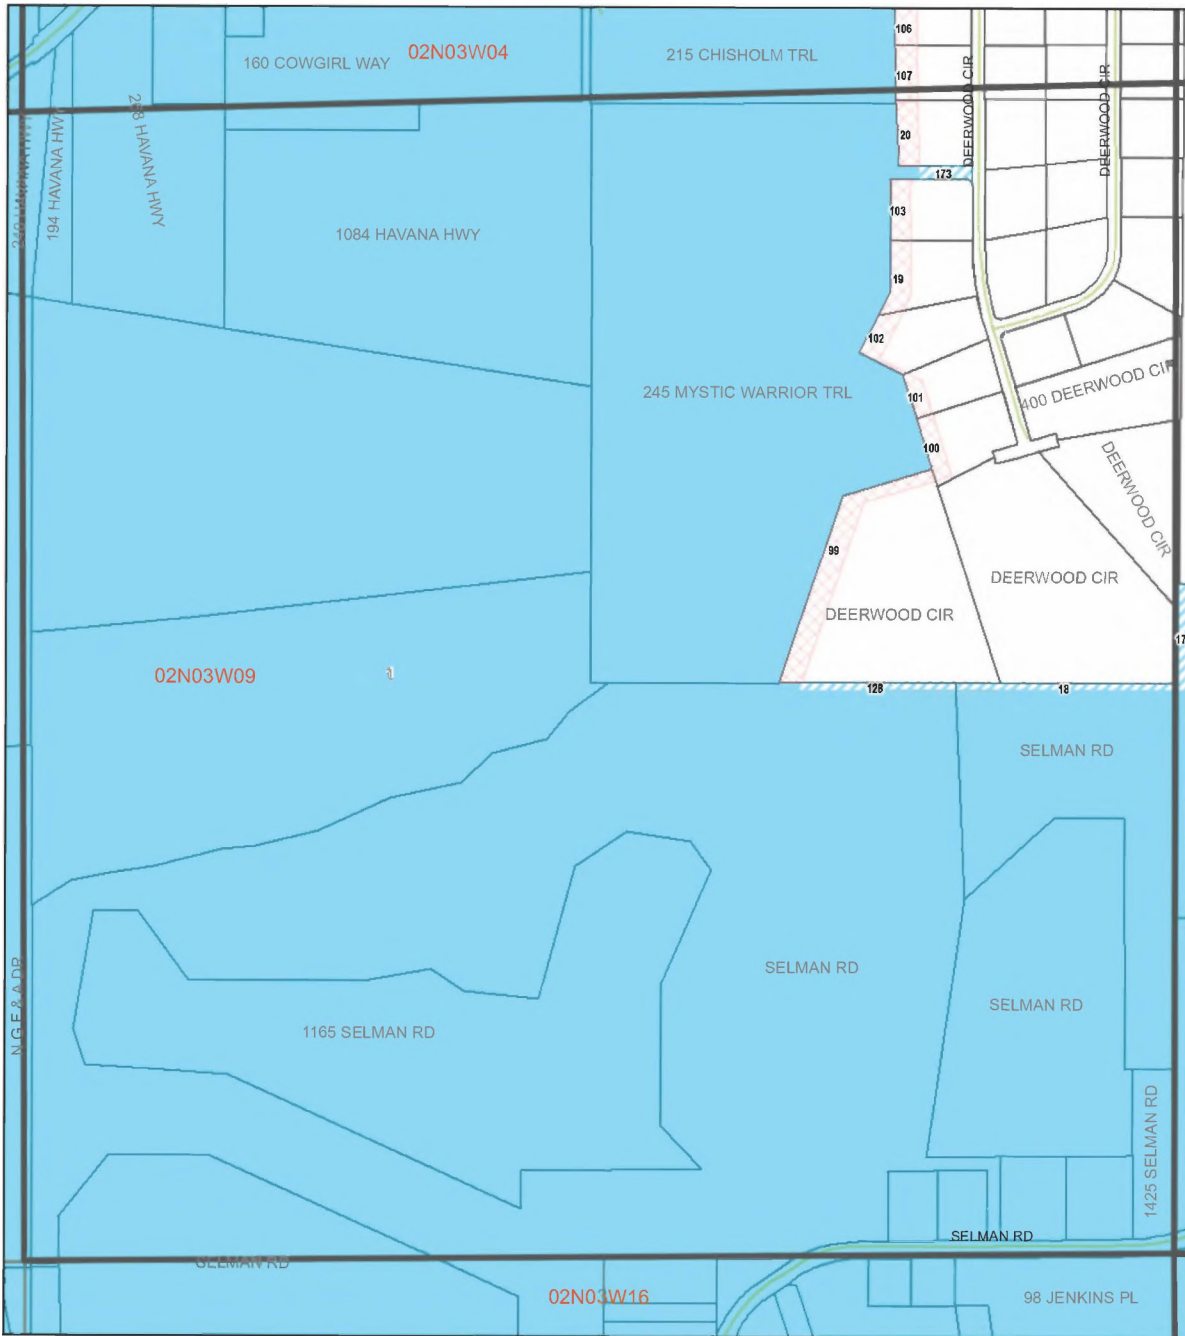 106
160 COWGIRL WAY
02N03W04
215 CHISHOLM TRL
107
DEERWOOD CIR
DEERWOOD CIR
194 HAVANA HWY
HAVANA HWY
20
173
1084 HAVANA HWY
103
19
102
245 MYSTIC WARRIOR TRL
101
400 DEERWOOD CIR
100
DEERWOOD CIR
99
DEERWOOD CIR
DEERWOOD CIR
02N03W09
128
18
SELMAN RD
SELMAN RD
SELMAN RD
N G F & A DR
1165 SELMAN RD
1425 SELMAN RD
SELMAN RD
SELMAN RD
02N03W16
98 JENKINS PL